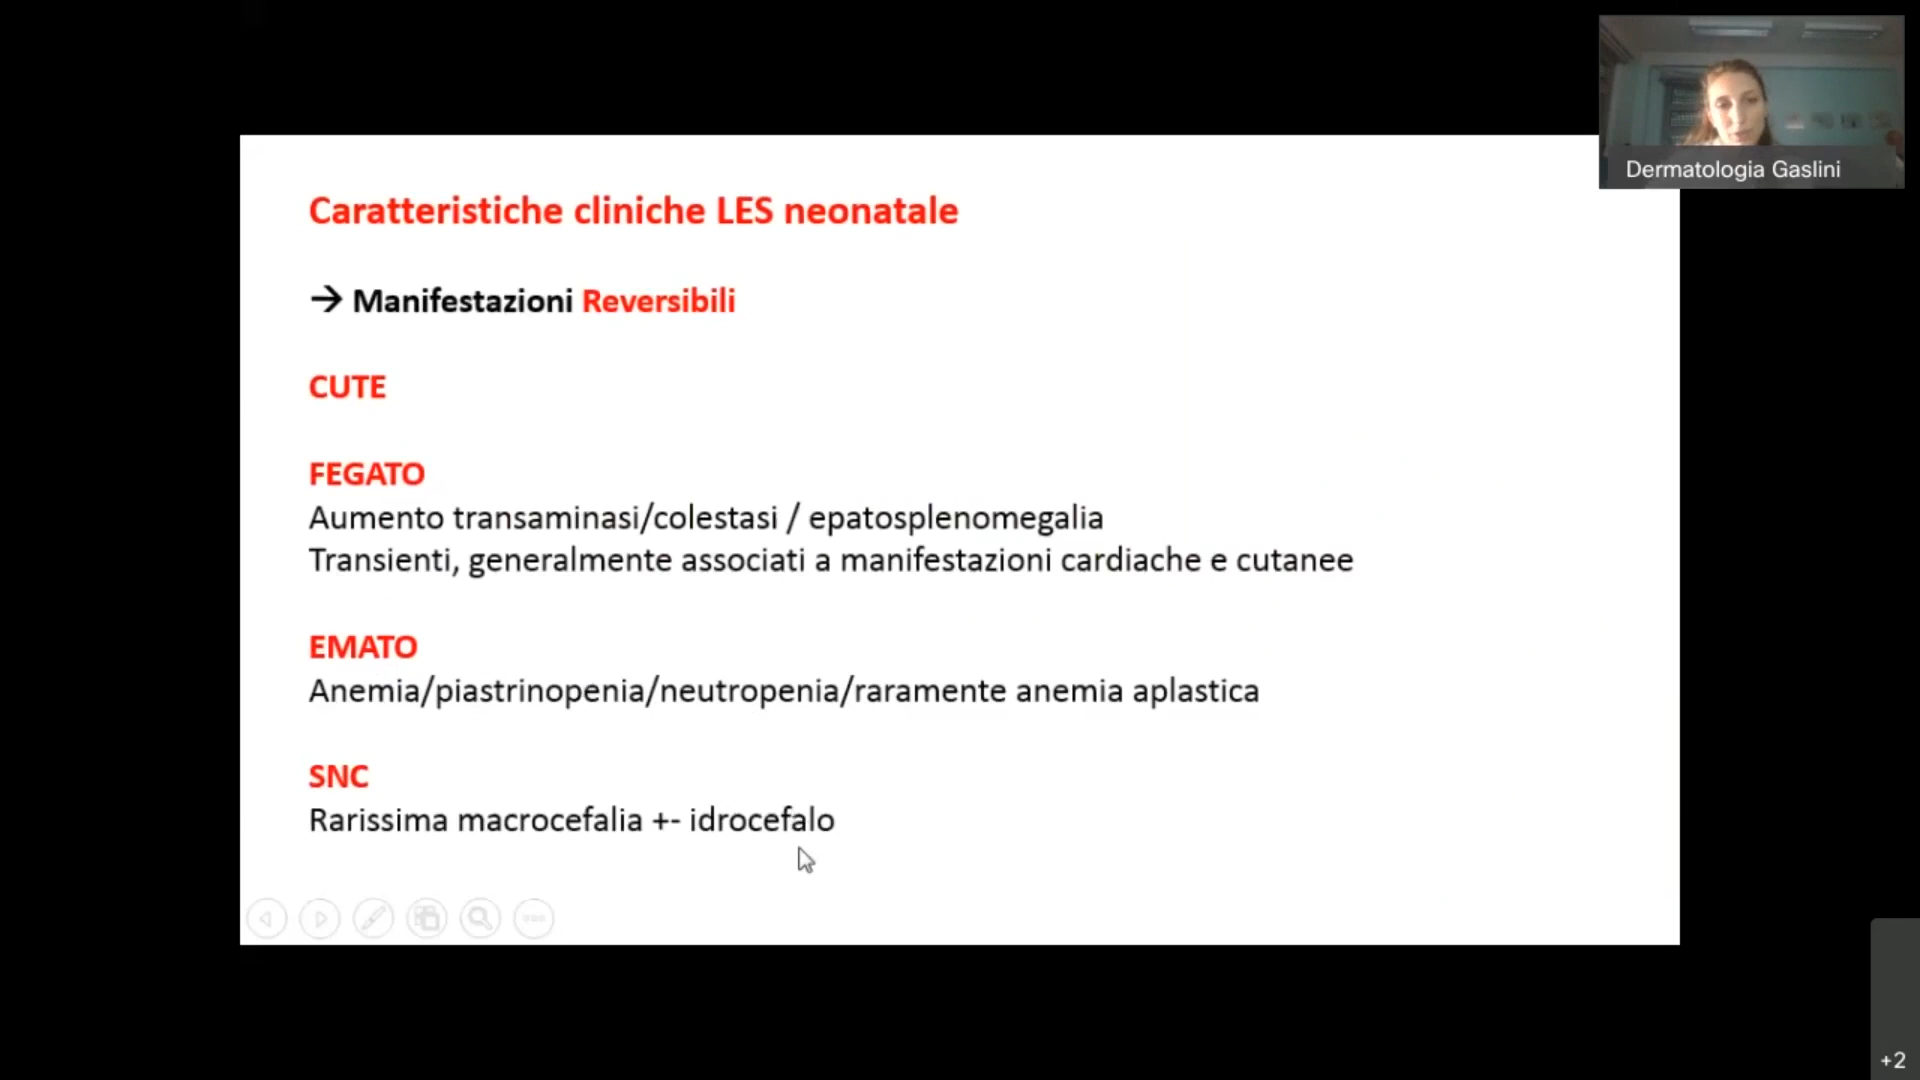 Dermatologia Gaslini
Caratteristiche cliniche LES neonatale
→ Manifestazioni Reversibili
CUTE
FEGATO
Aumento transaminasi/colestasi / epatosplenomegalia
Transienti, generalmente associati a manifestazioni cardiache e cutanee
EMATO
Anemia/piastrinopenia/neutropenia/raramente anemia aplastica
SNC
Rarissima macrocefalia +- idrocefalo
+2